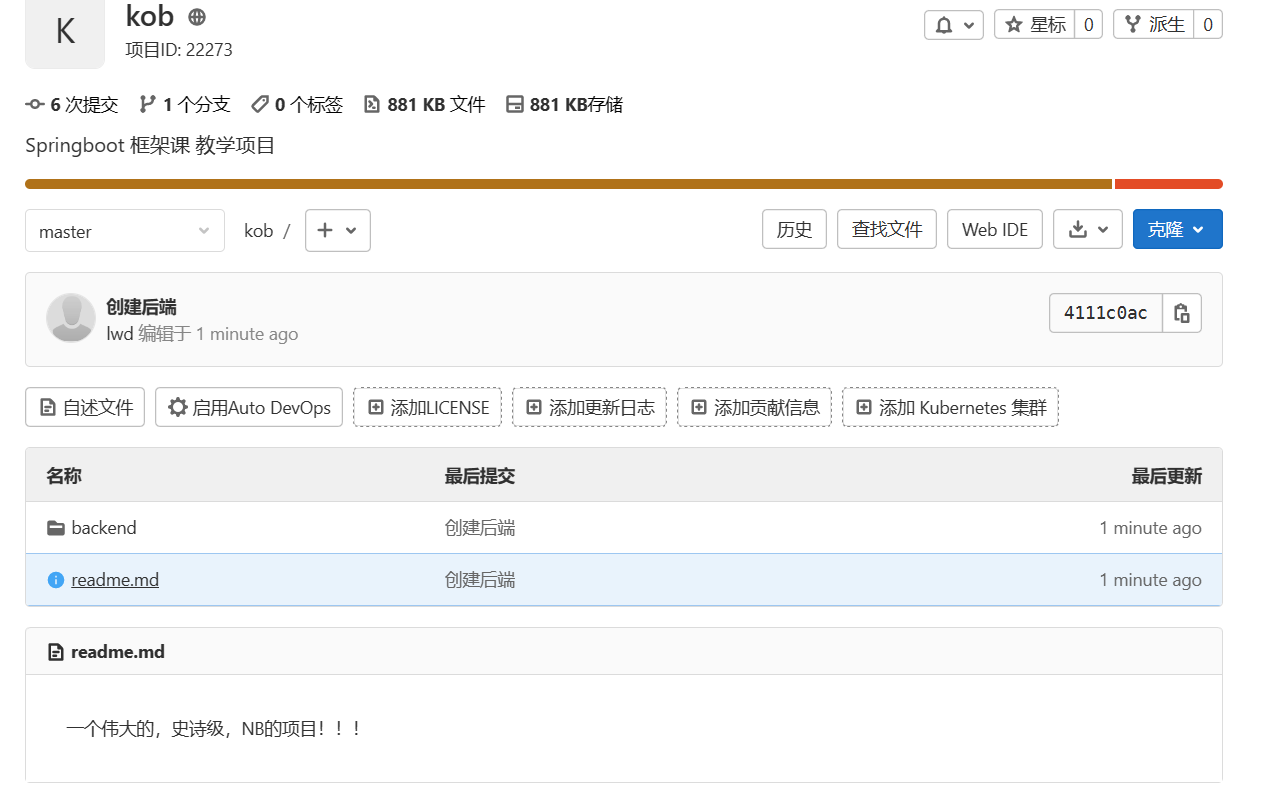 K
kob
项目ID: 22273
星标 0
派生 0
6 次提交 1 个分支 0 个标签 881 KB 文件 881 KB存储
Springboot 框架课 教学项目
master kob / 历史 查找文件 Web IDE 克隆
创建后端
lwd 编辑于 1 minute ago
4111c0ac
自述文件 启用Auto DevOps 添加LICENSE 添加更新日志 添加贡献信息 添加 Kubernetes 集群
名称 最后提交 最后更新
backend 创建后端 1 minute ago
readme.md 创建后端 1 minute ago
readme.md
一个伟大的，史诗级，NB的项目！！！